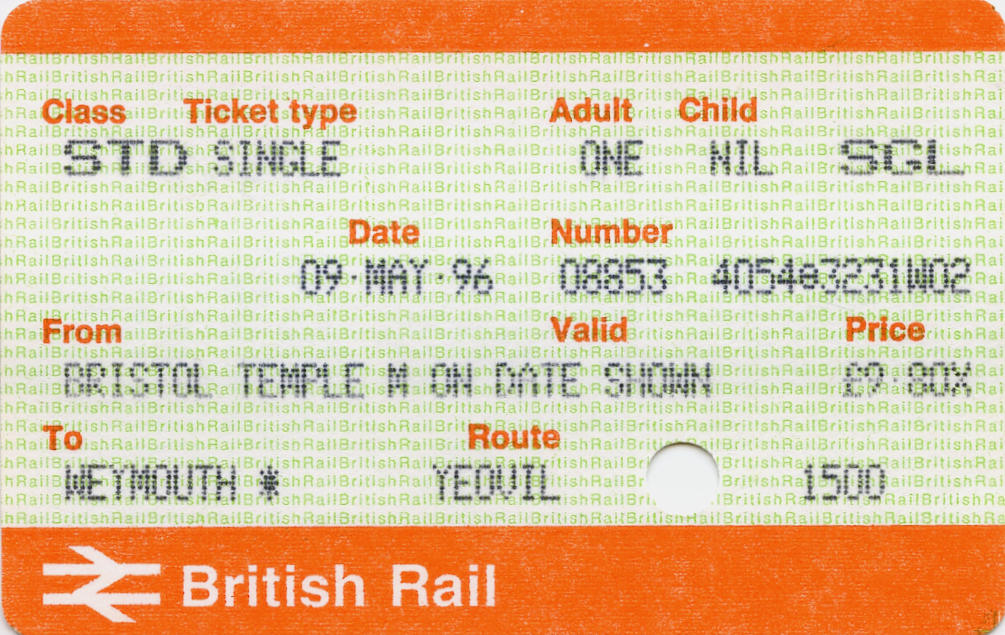 Class Ticket type Adult Child
STD SINGLE ONE NIL SGL
Date Number
09·MAY·96 08853 4054e3231W02
From Valid Price
BRISTOL TEMPLE M ON DATE SHOWN £9·80X
To Route
WEYMOUTH * YEOVIL 1500
British Rail